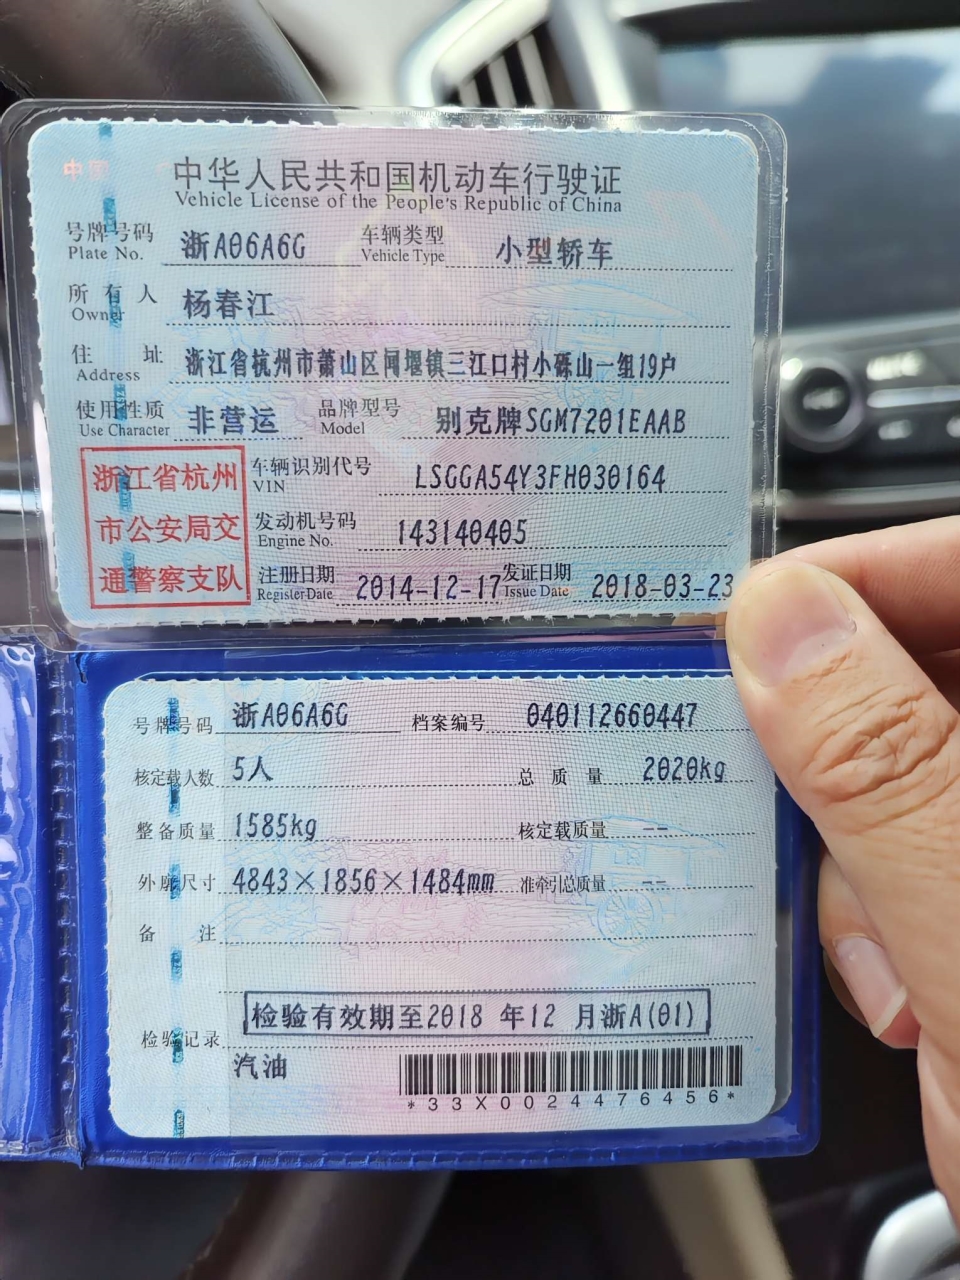 中国
中华人民共和国机动车行驶证
Vehicle License of the People's Republic of China
号牌号码 浙A06A6G 车辆类型 小型轿车
Plate No. Vehicle Type
所有人 杨春江
Owner
住址 浙江省杭州市萧山区闻堰镇三江口村小砾山一组19户
Address
使用性质 非营运 品牌型号 别克牌SGM7201EAAB
Use Character Model
浙江省杭州
市公安局交
通警察支队
车辆识别代号 LSGGA54Y3FH030164
VIN
发动机号码 143140405
Engine No.
注册日期 2014-12-17 发证日期 2018-03-23
Register Date Issue Date
号牌号码 浙A06A6G 档案编号 040112660447
核定载人数 5人 总质量 2020kg
整备质量 1585kg 核定载质量 --
外廓尺寸 4843×1856×1484mm 准牵引总质量 --
备注
检验记录 检验有效期至2018 年12 月浙A(01)
汽油
*33X0024476456*